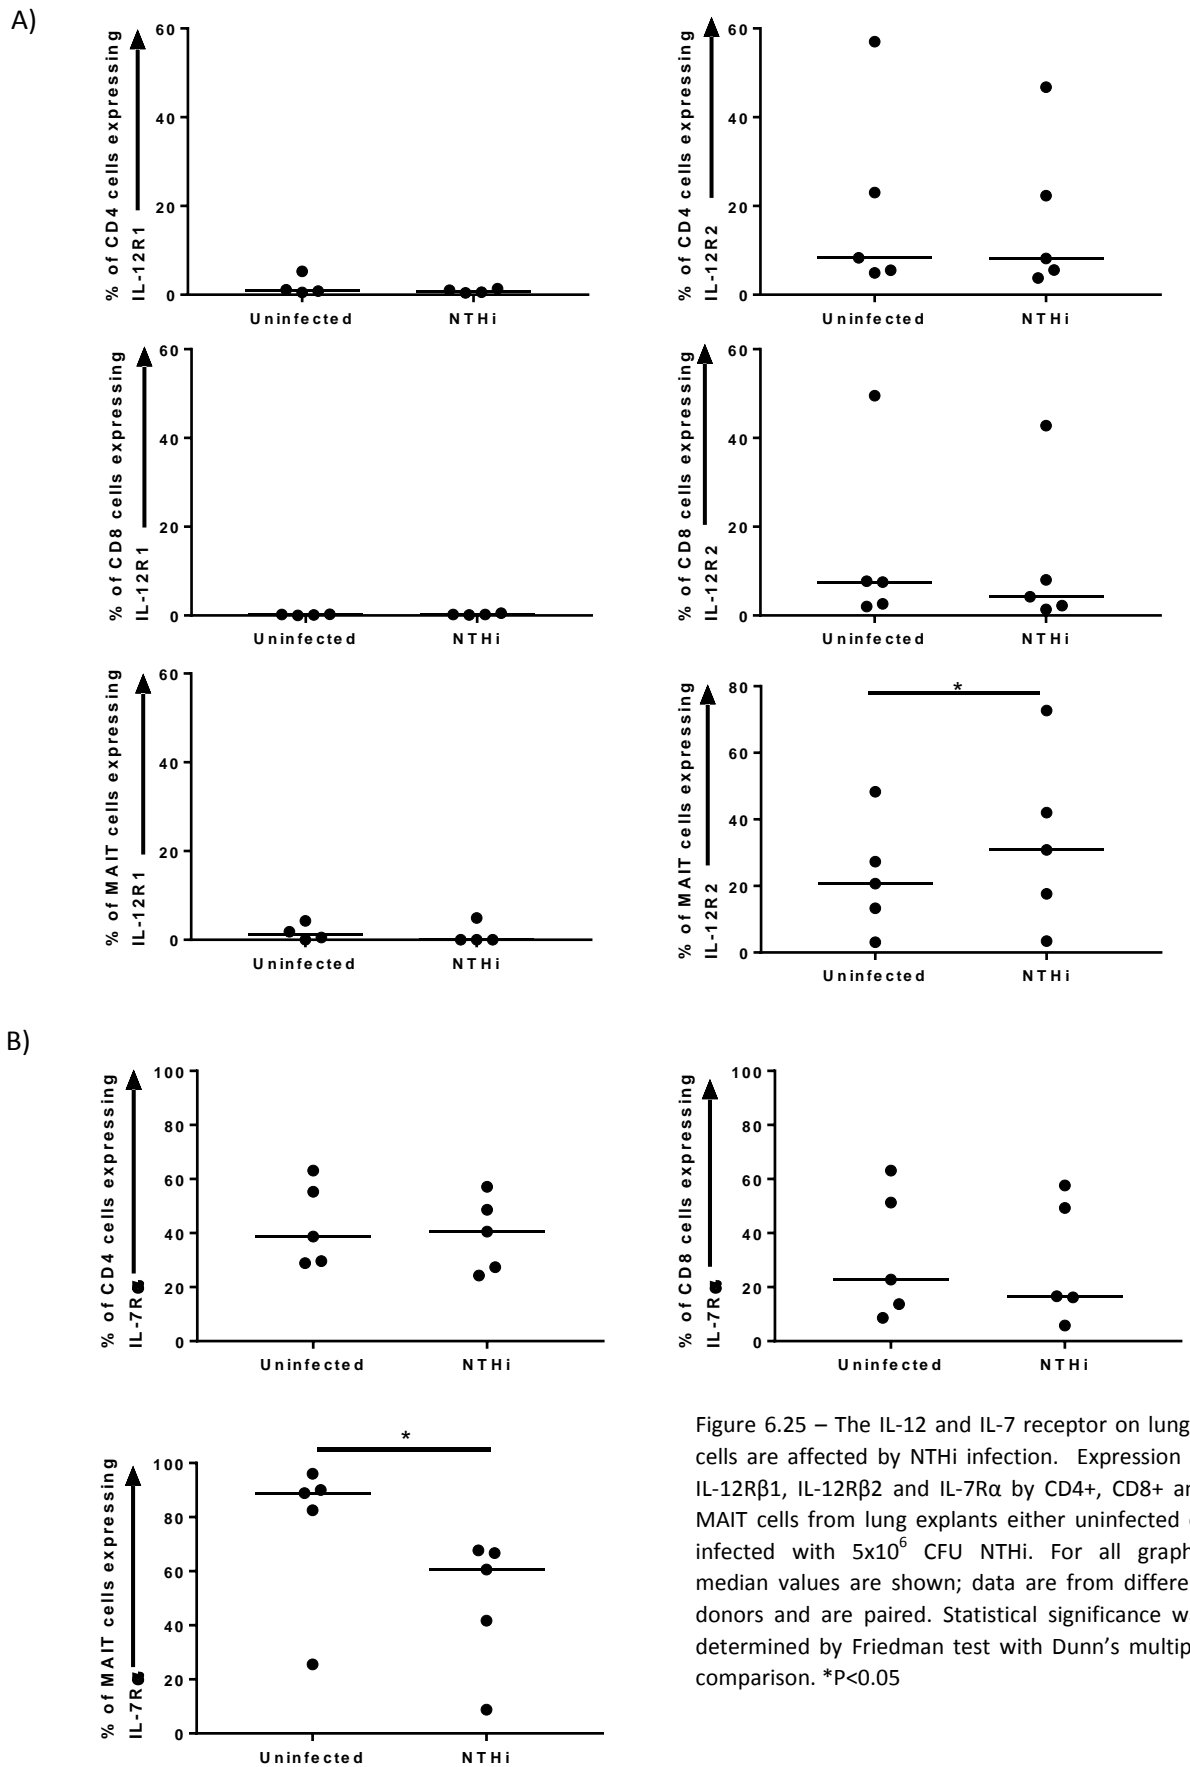 A)
% of CD4 cells expressing
IL-12R1
60
40
20
0
Uninfected
NTHi
% of CD4 cells expressing
IL-12R2
60
40
20
0
Uninfected
NTHi
% of CD8 cells expressing
IL-12R1
60
40
20
0
Uninfected
NTHi
% of CD8 cells expressing
IL-12R2
60
40
20
0
Uninfected
NTHi
% of MAIT cells expressing
IL-12R1
60
40
20
0
Uninfected
NTHi
% of MAIT cells expressing
IL-12R2
80
60
40
20
0
*
Uninfected
NTHi
B)
% of CD4 cells expressing
IL-7Rα
100
80
60
40
20
0
Uninfected
NTHi
% of CD8 cells expressing
IL-7Rα
100
80
60
40
20
0
Uninfected
NTHi
% of MAIT cells expressing
IL-7Rα
100
80
60
40
20
0
*
Uninfected
NTHi
Figure 6.25 – The IL-12 and IL-7 receptor on lung
cells are affected by NTHi infection. Expression
IL-12Rβ1, IL-12Rβ2 and IL-7Rα by CD4+, CD8+ an
MAIT cells from lung explants either uninfected
infected with 5x10⁶ CFU NTHi. For all graph
median values are shown; data are from differe
donors and are paired. Statistical significance w
determined by Friedman test with Dunn's multip
comparison. *P<0.05